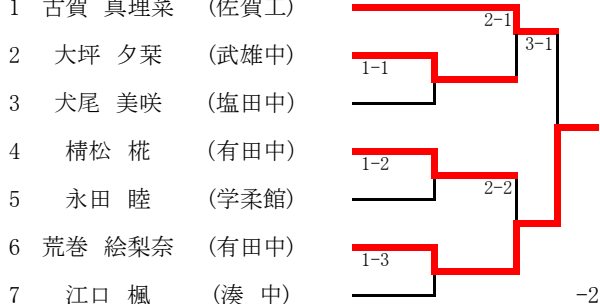 1 古賀 真理菜 (佐賀工)
2-1
3-1
2 大坪 夕栞 (武雄中)
1-1
3 犬尾 美咲 (塩田中)
4 棈松 椛 (有田中)
1-2
2-2
5 永田 睦 (学柔館)
6 荒巻 絵梨奈 (有田中)
1-3
7 江口 楓 (湊 中)
-2